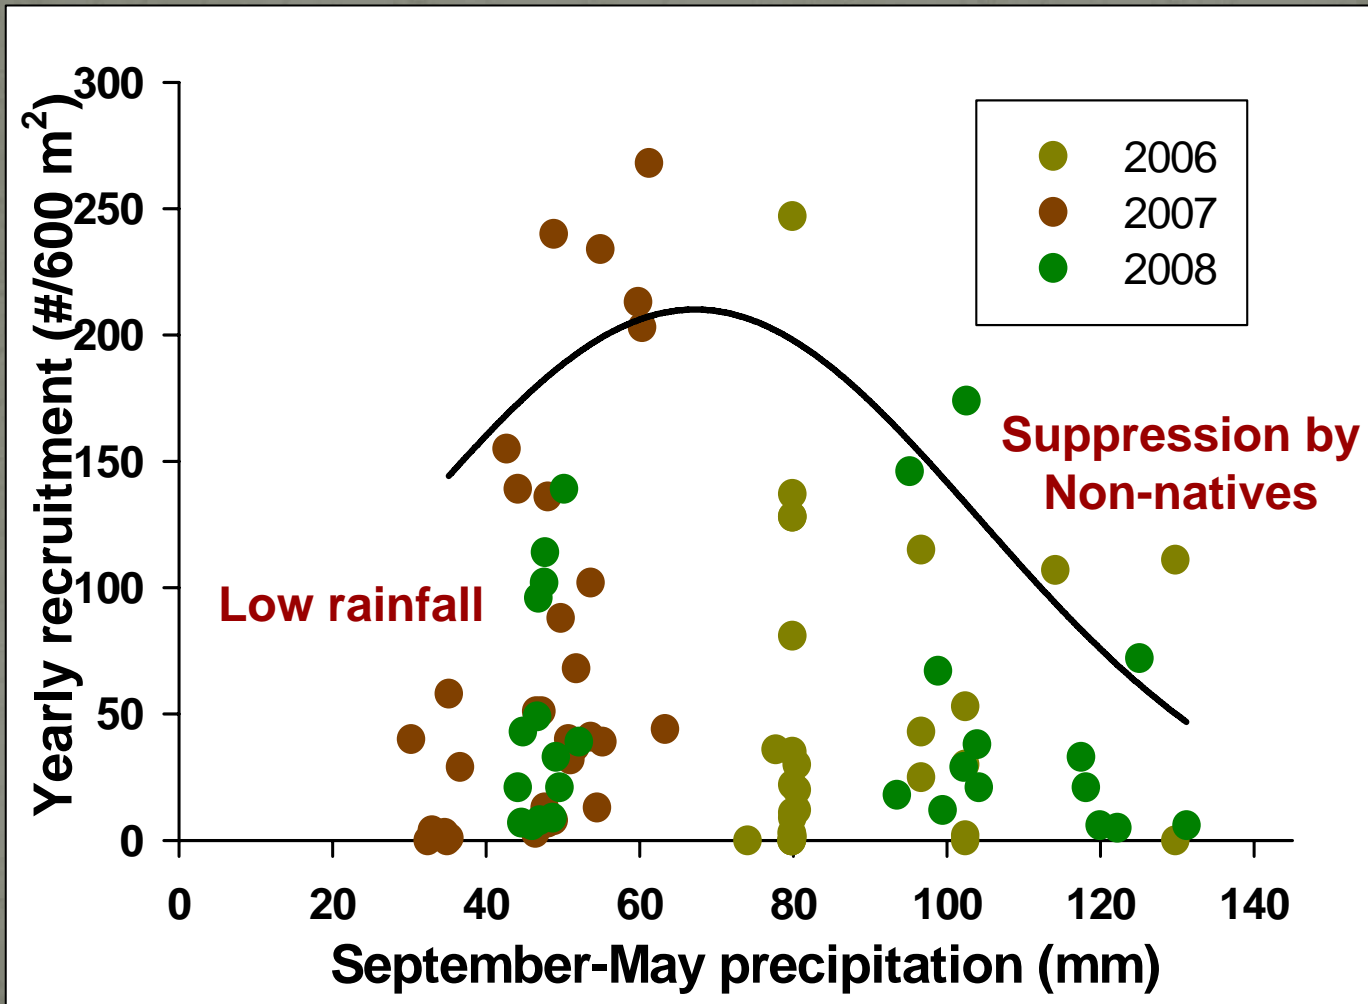 300
250
200
150
100
50
0
Yearly recruitment (#/600 m²)
2006
2007
2008
Suppression by
Non-natives
Low rainfall
0 20 40 60 80 100 120 140
September-May precipitation (mm)